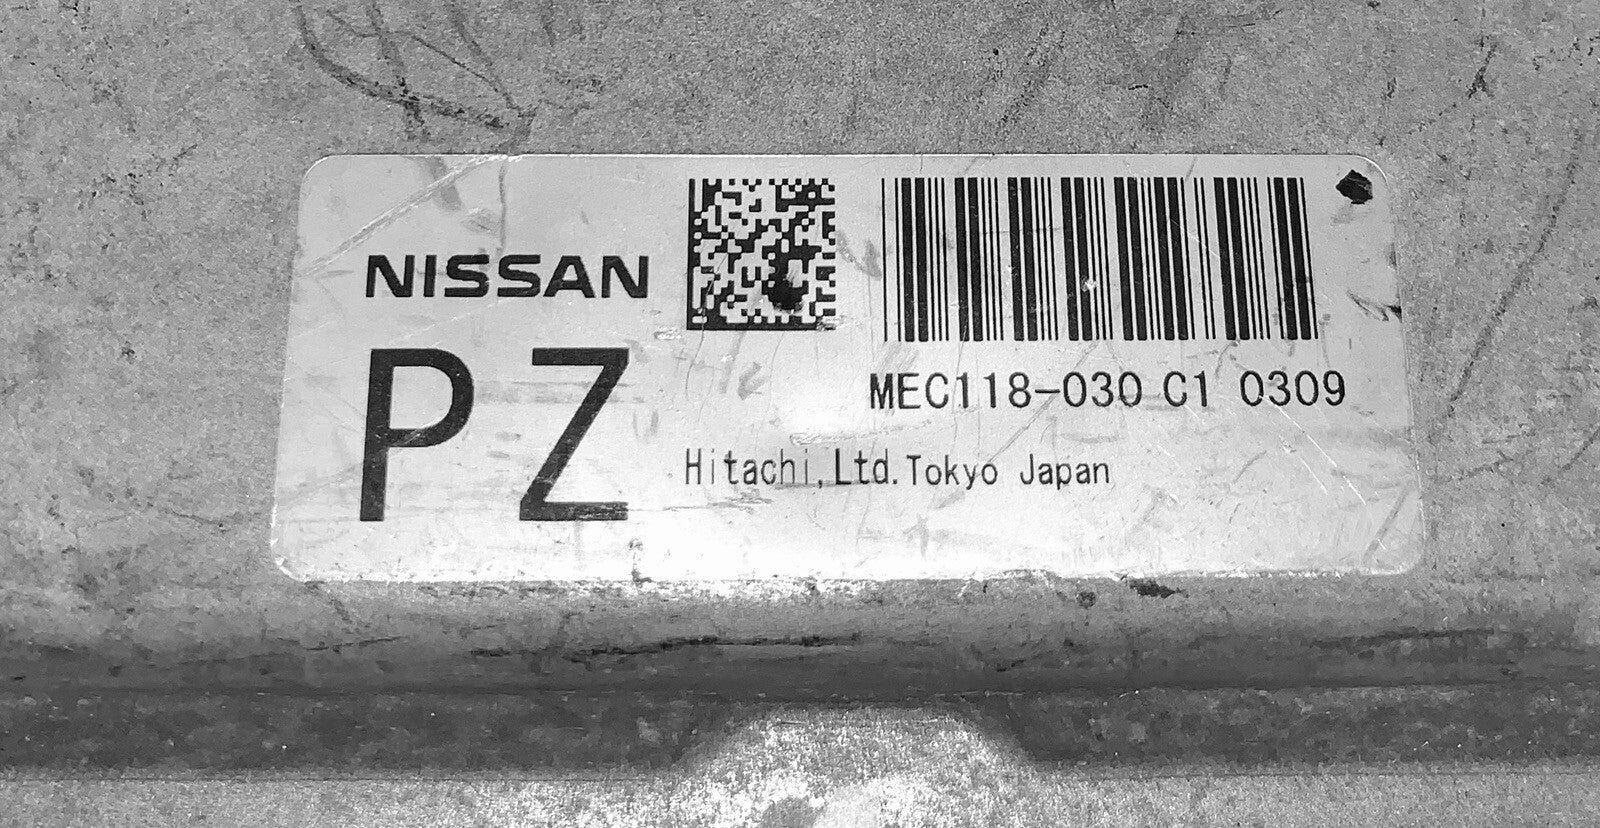 NISSAN
PZ
MEC118-030 C1 0309
Hitachi,Ltd.Tokyo Japan